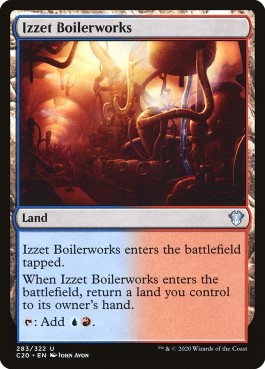 Izzet Boilerworks
Land
Izzet Boilerworks enters the battlefield
tapped.
When Izzet Boilerworks enters the
battlefield, return a land you control
to its owner's hand.
: Add .
283/322 U
C20 • EN JOHN AVON
™ & © 2020 Wizards of the Coast